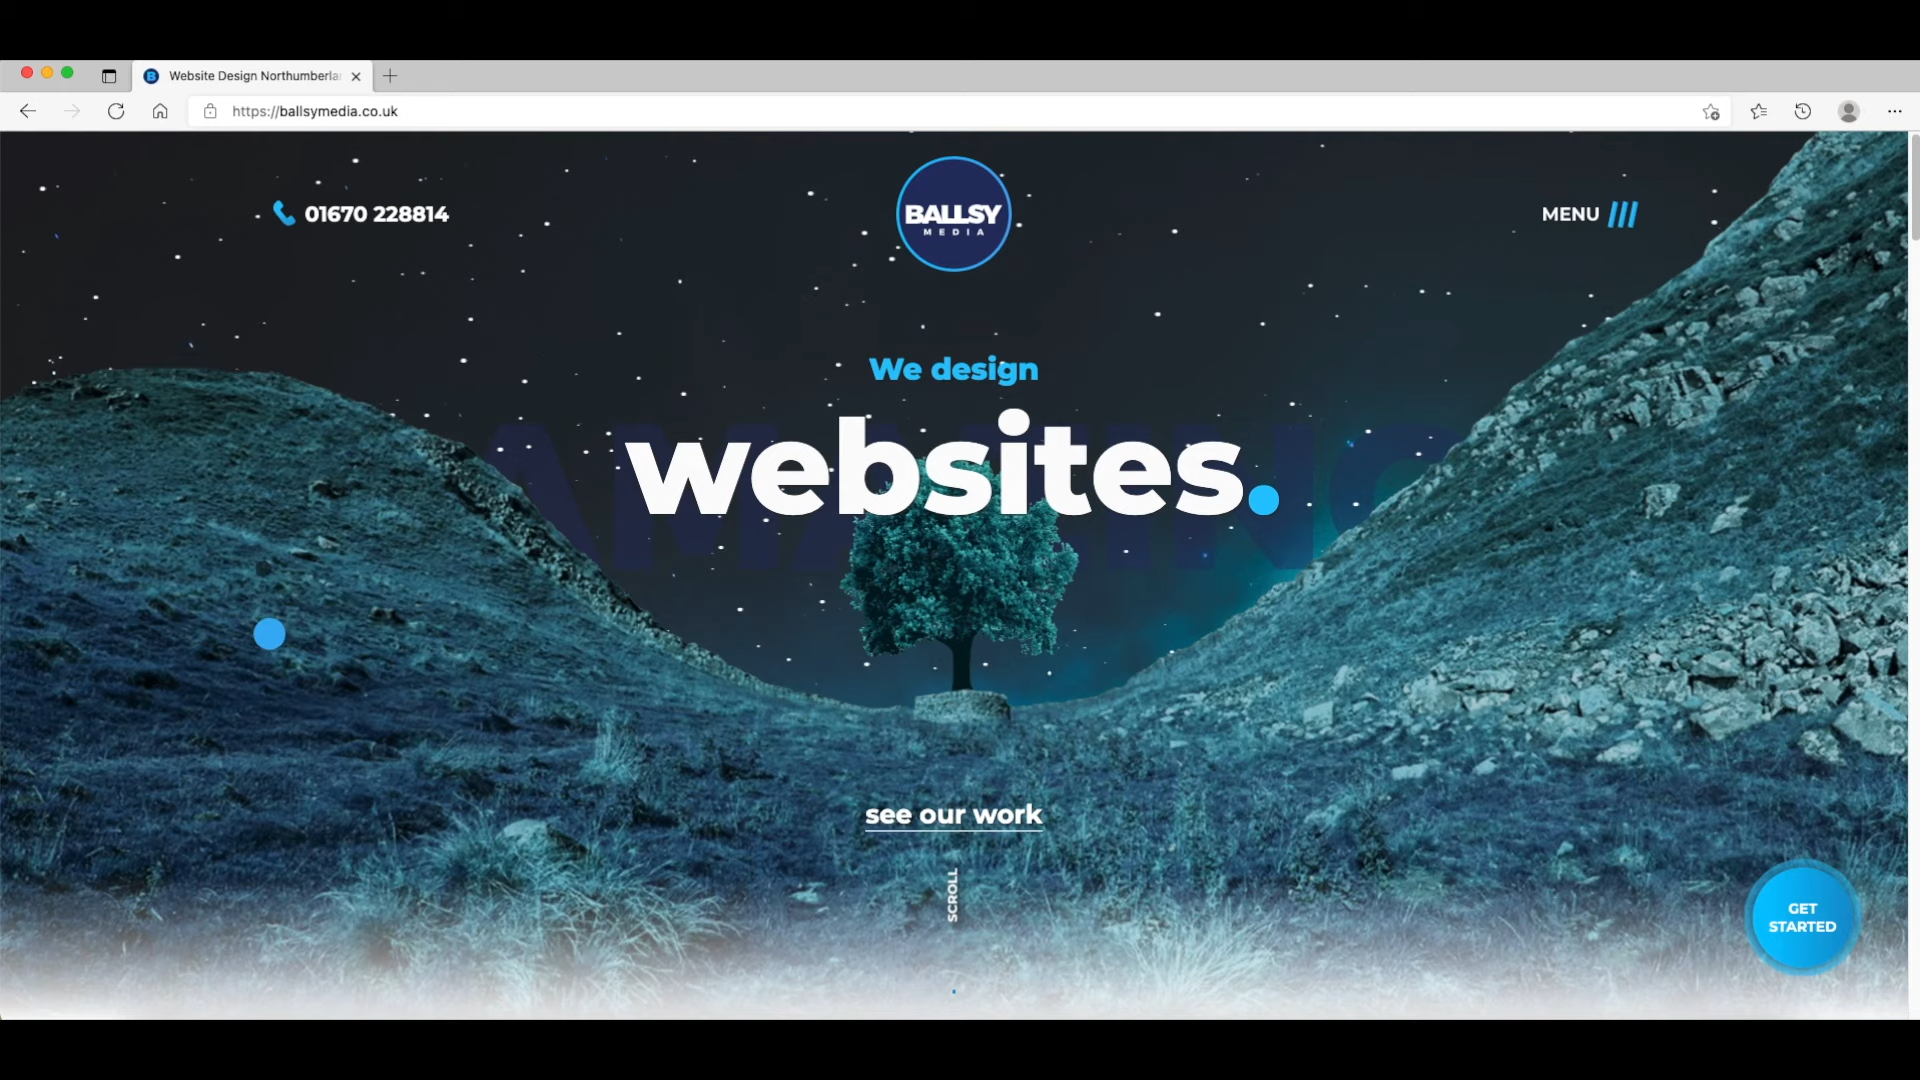 Website Design Northumberla
https://ballsymedia.co.uk
01670 228814
BALLSY
MEDIA
MENU
We design
AMAZING
websites.
see our work
SCROLL
GET
STARTED